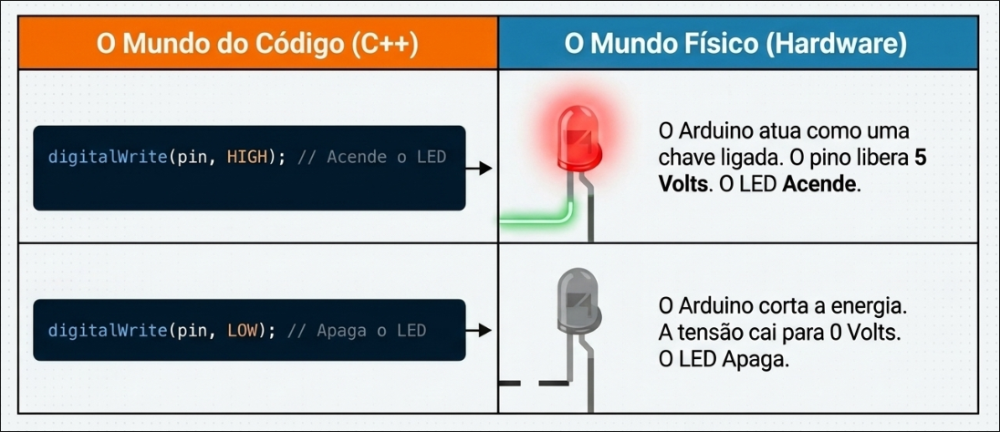 O Mundo do Código (C++)
O Mundo Físico (Hardware)
digitalWrite(pin, HIGH); // Acende o LED
O Arduino atua como uma
chave ligada. O pino libera 5
Volts. O LED Acende.
digitalWrite(pin, LOW); // Apaga o LED
O Arduino corta a energia.
A tensão cai para 0 Volts.
O LED Apaga.